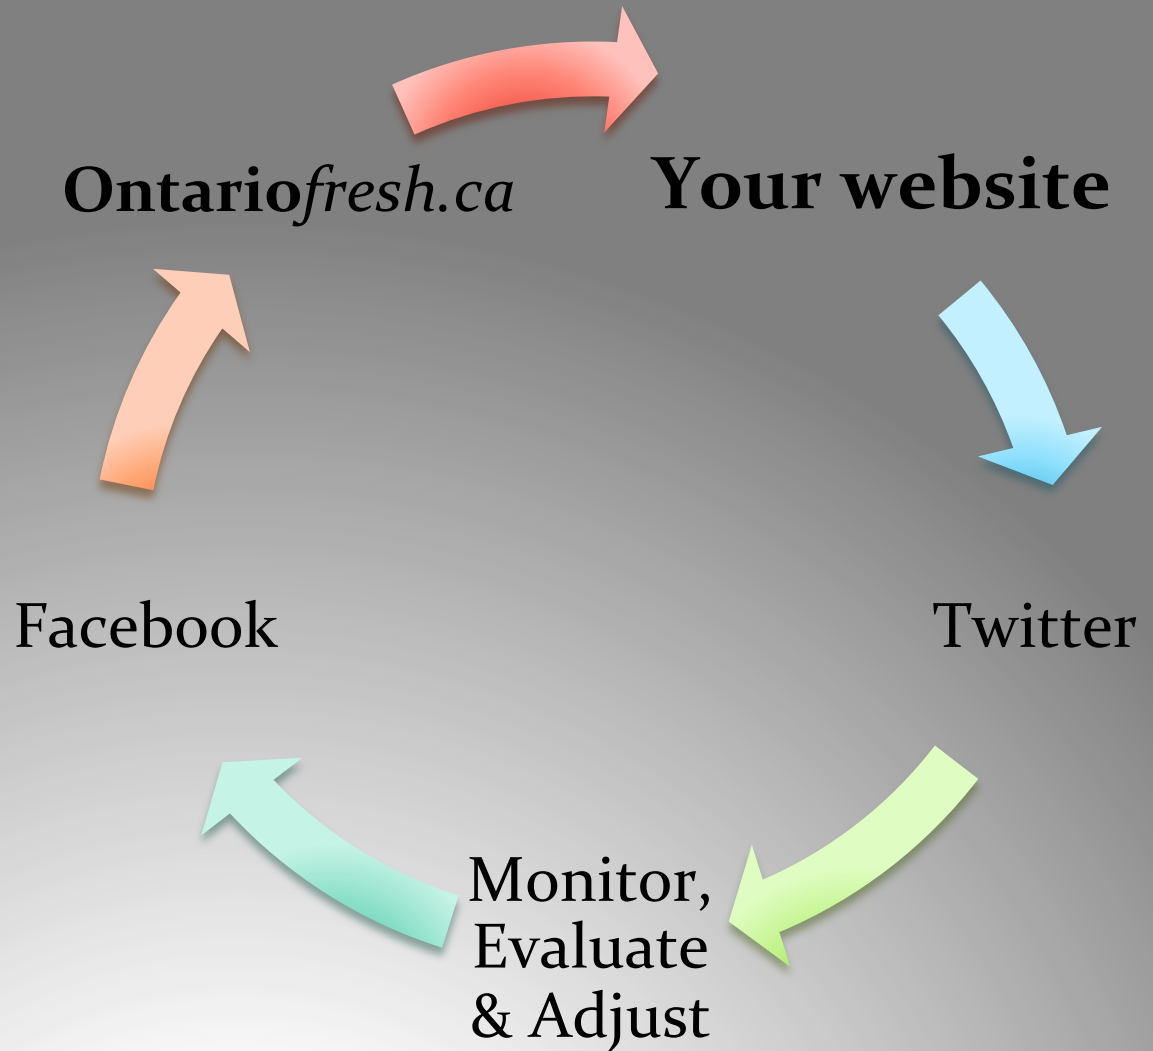 Ontariofresh.ca
Your website
Facebook
Twitter
Monitor,
Evaluate
& Adjust